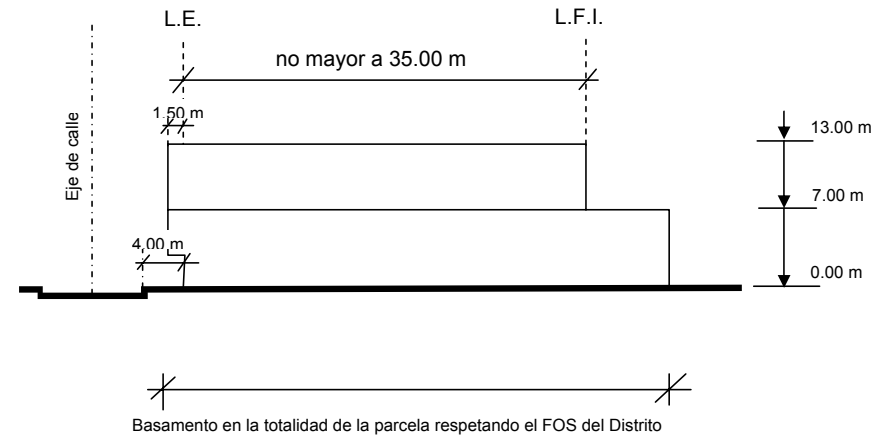 L.E.
L.F.I.
no mayor a 35.00 m
1.50 m
Eje de calle
13.00 m
7.00 m
4.00 m
0.00 m
Basamento en la totalidad de la parcela respetando el FOS del Distrito